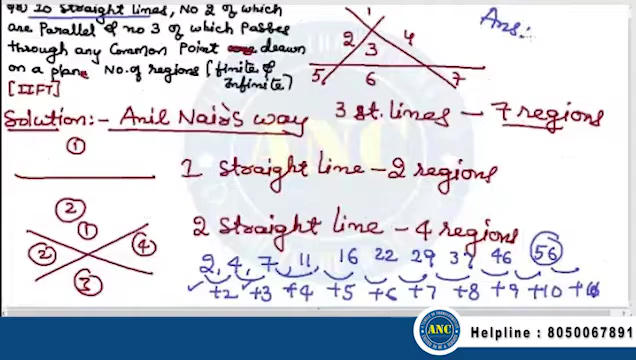 10 Straight lines, No 2 of which
are Parallel & no 3 of which Passes
through any Common Point drawn
on a plane No. of regions (finite &
Infinite)
[IIFT]
Ans:
1
2 3 4
5 6 7
Solution:- Anil Nair's way
3 st. lines - 7 regions
1
1 Straight line - 2 regions
2
1
2 4
3
2 Straight line - 4 regions
2, 4, 7, 11, 16 22 29 37 46 56
+2 +3 +4 +5 +6 +7 +8 +9 +10
ANC
Helpline : 8050067891